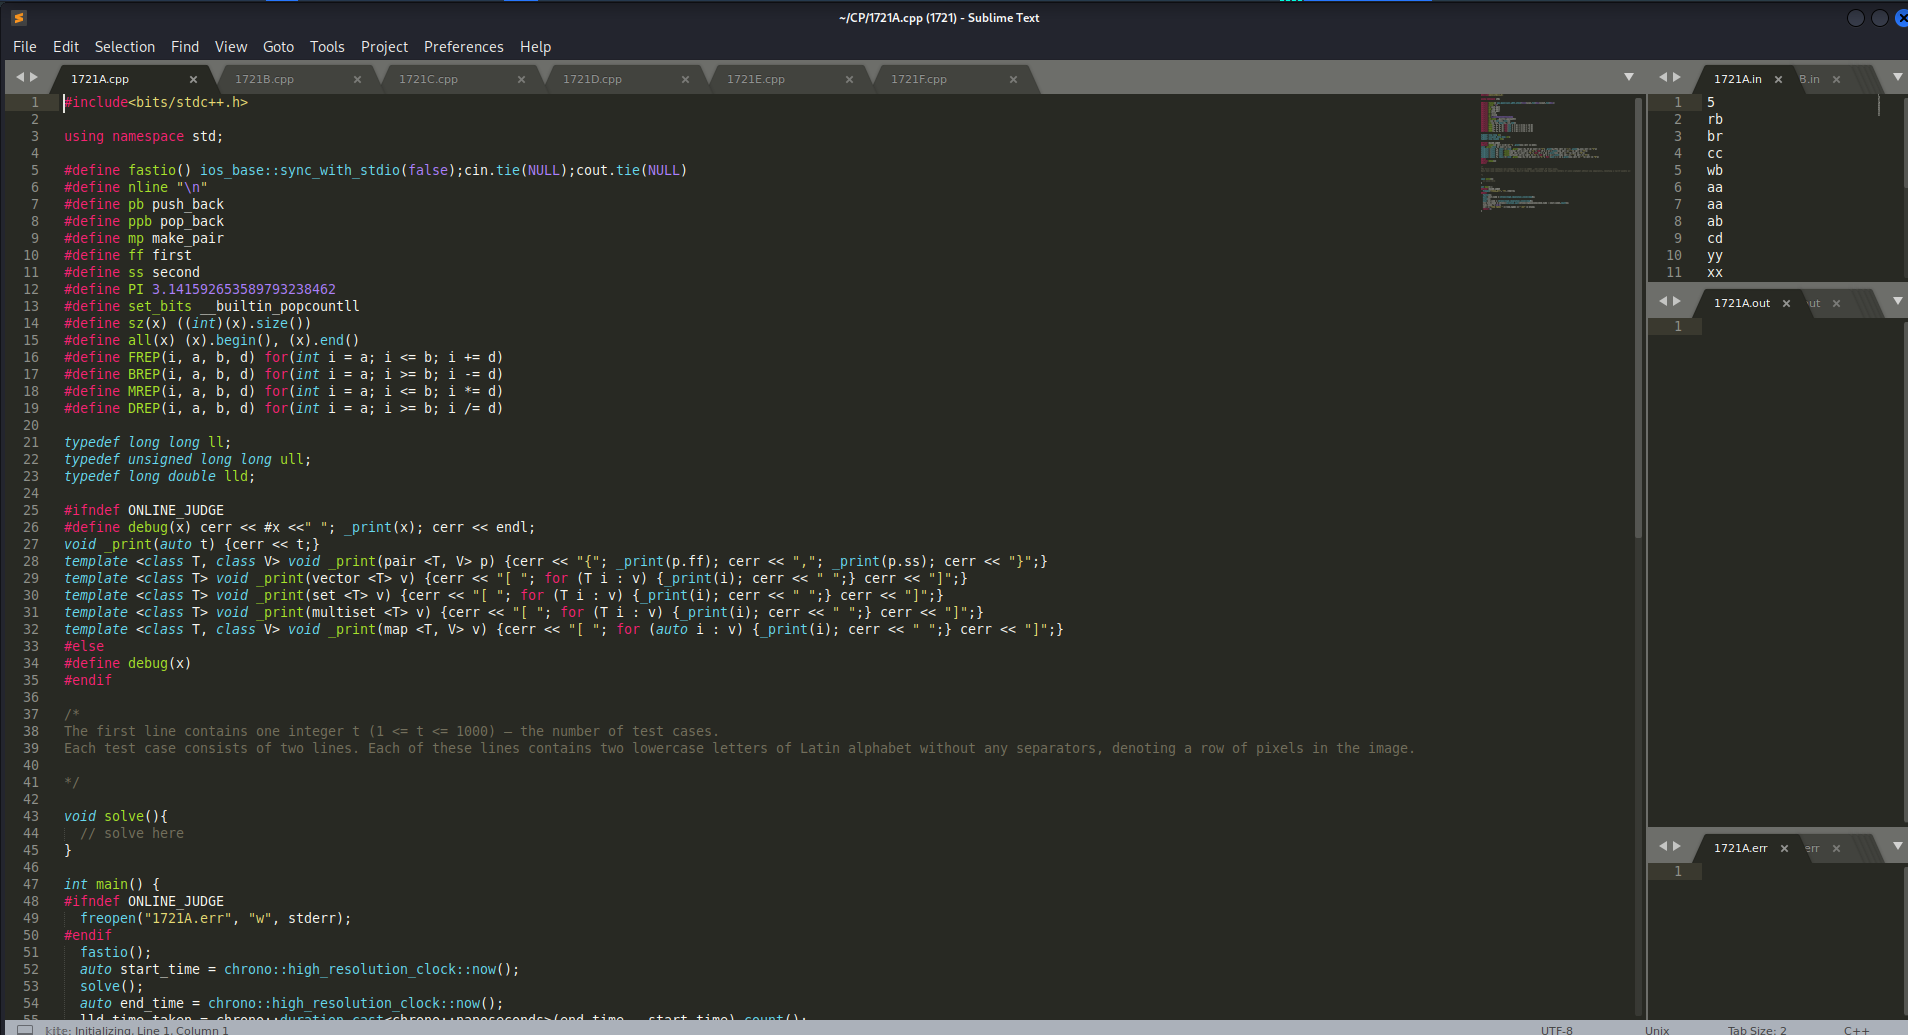 ~/CP/1721A.cpp (1721) - Sublime Text
File Edit Selection Find View Goto Tools Project Preferences Help
1721A.cpp 1721B.cpp 1721C.cpp 1721D.cpp 1721E.cpp 1721F.cpp
1 #include<bits/stdc++.h>
2
3 using namespace std;
4
5 #define fastio() ios_base::sync_with_stdio(false);cin.tie(NULL);cout.tie(NULL)
6 #define nline "\n"
7 #define pb push_back
8 #define ppb pop_back
9 #define mp make_pair
10 #define ff first
11 #define ss second
12 #define PI 3.141592653589793238462
13 #define set_bits __builtin_popcountll
14 #define sz(x) ((int)(x).size())
15 #define all(x) (x).begin(), (x).end()
16 #define FREP(i, a, b, d) for(int i = a; i <= b; i += d)
17 #define BREP(i, a, b, d) for(int i = a; i >= b; i -= d)
18 #define MREP(i, a, b, d) for(int i = a; i <= b; i *= d)
19 #define DREP(i, a, b, d) for(int i = a; i >= b; i /= d)
20
21 typedef long long ll;
22 typedef unsigned long long ull;
23 typedef long double lld;
24
25 #ifndef ONLINE_JUDGE
26 #define debug(x) cerr << #x <<" "; _print(x); cerr << endl;
27 void _print(auto t) {cerr << t;}
28 template <class T, class V> void _print(pair <T, V> p) {cerr << "{"; _print(p.ff); cerr << ","; _print(p.ss); cerr << "}";}
29 template <class T> void _print(vector <T> v) {cerr << "[ "; for (T i : v) {_print(i); cerr << " ";} cerr << "]";}
30 template <class T> void _print(set <T> v) {cerr << "[ "; for (T i : v) {_print(i); cerr << " ";} cerr << "]";}
31 template <class T> void _print(multiset <T> v) {cerr << "[ "; for (T i : v) {_print(i); cerr << " ";} cerr << "]";}
32 template <class T, class V> void _print(map <T, V> v) {cerr << "[ "; for (auto i : v) {_print(i); cerr << " ";} cerr << "]";}
33 #else
34 #define debug(x)
35 #endif
36
37 /*
38 The first line contains one integer t (1 <= t <= 1000) — the number of test cases.
39 Each test case consists of two lines. Each of these lines contains two lowercase letters of Latin alphabet without any separators, denoting a row of pixels in the image.
40
41 */
42
43 void solve(){
44 // solve here
45 }
46
47 int main() {
48 #ifndef ONLINE_JUDGE
49 freopen("1721A.err", "w", stderr);
50 #endif
51 fastio();
52 auto start_time = chrono::high_resolution_clock::now();
53 solve();
54 auto end_time = chrono::high_resolution_clock::now();
55 lld time_taken = chrono::duration_cast<chrono::nanoseconds>(end_time - start_time).count();
1721A.in B.in
1 5
2 rb
3 br
4 cc
5 wb
6 aa
7 aa
8 ab
9 cd
10 yy
11 xx
1721A.out ut
1
1721A.err err
1
kite: Initializing, Line 1, Column 1 UTF-8 Unix Tab Size: 2 C++